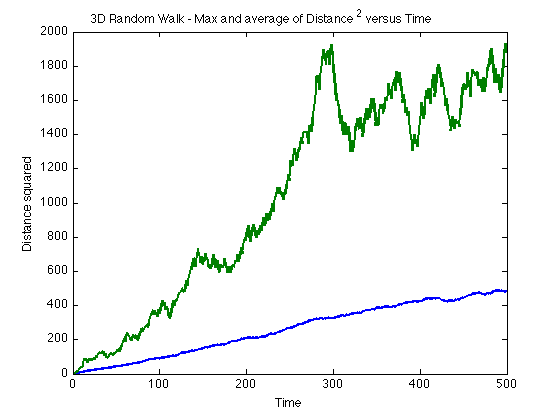 3D Random Walk - Max and average of Distance 2 versus Time
2000
1800
1600
1400
1200
1000
800
600
400
200
0
Distance squared
0 100 200 300 400 500
Time